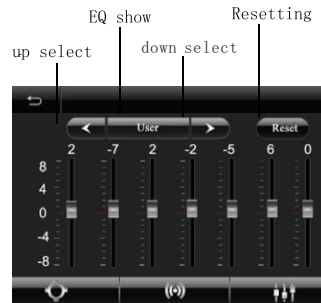 EQ show
Resetting
up select
down select
User
Reset
2 -7 2 -2 -5 6 0
8
4
0
-4
-8